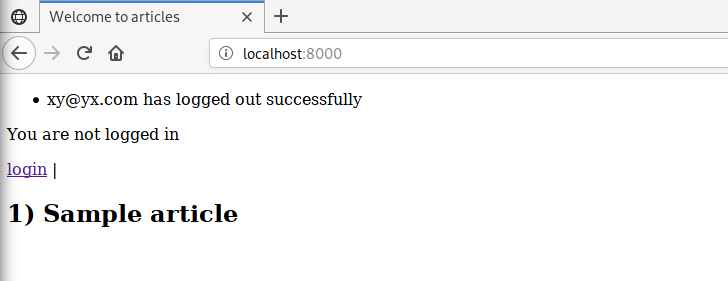 Welcome to articles
localhost:8000
xy@yx.com has logged out successfully
You are not logged in
login |
1) Sample article